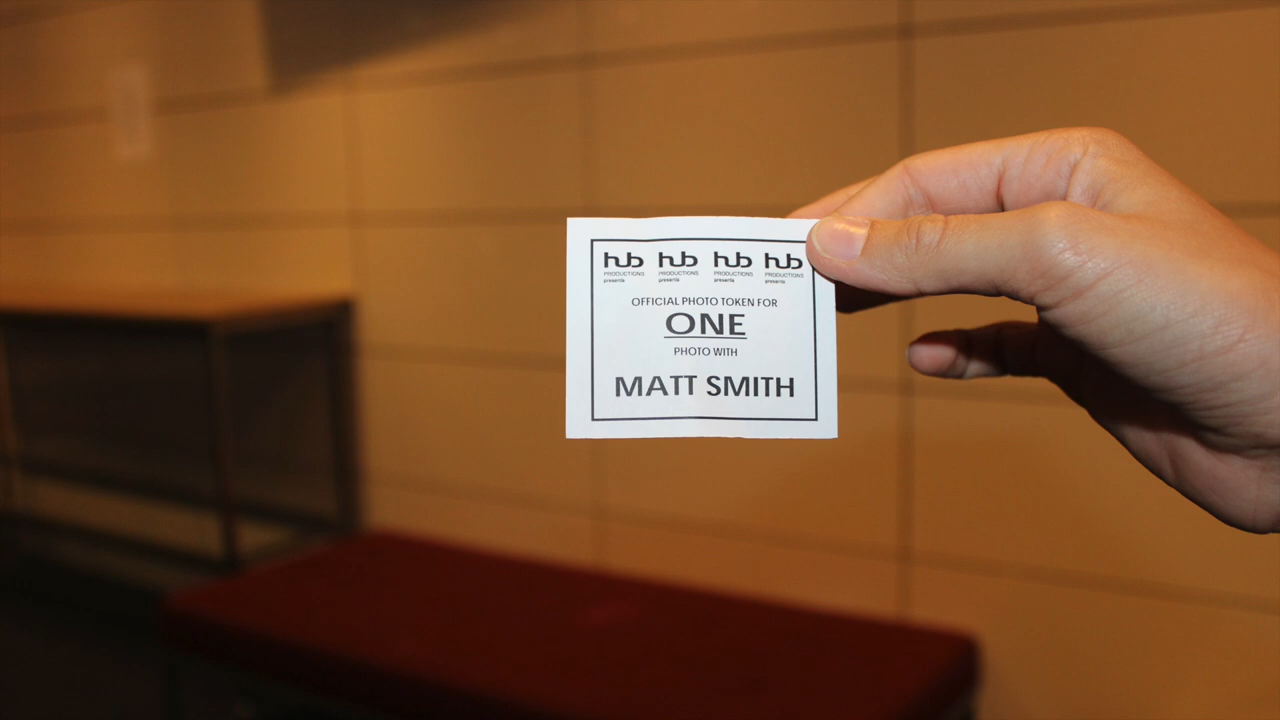 hub hub hub hub
PRODUCTIONS PRODUCTIONS PRODUCTIONS PRODUCTIONS
presents presents presents presents
OFFICIAL PHOTO TOKEN FOR
ONE
PHOTO WITH
MATT SMITH